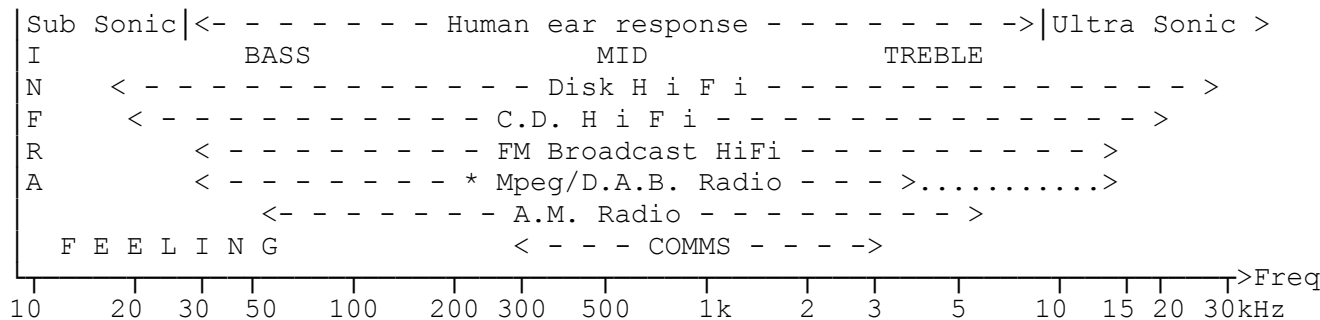 Sub Sonic|<- - - - - - - Human ear response - - - - - - - ->|Ultra Sonic >
I BASS MID TREBLE
N < - - - - - - - - - - - - Disk H i F i - - - - - - - - - - - - - >
F < - - - - - - - - - - C.D. H i F i - - - - - - - - - - - - - >
R < - - - - - - - - FM Broadcast HiFi - - - - - - - - - >
A < - - - - - - - * Mpeg/D.A.B. Radio - - - >...........>
<- - - - - - - A.M. Radio - - - - - - - - >
F E E L I N G < - - - COMMS - - - ->
>Freq
10 20 30 50 100 200 300 500 1k 2 3 5 10 15 20 30kHz